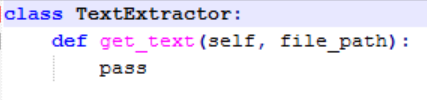 class TextExtractor:
    def get_text(self, file_path):
        pass